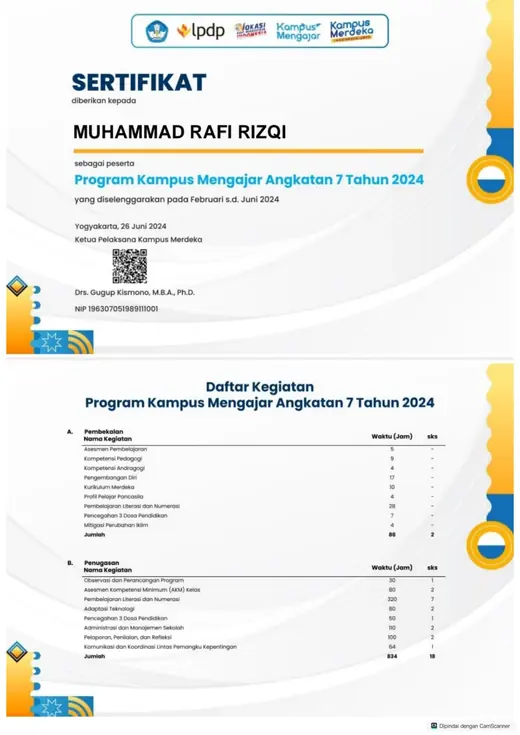 lpdp
Kampus Mengajar
Kampus Merdeka
SERTIFIKAT
diberikan kepada
MUHAMMAD RAFI RIZQI
sebagai peserta
Program Kampus Mengajar Angkatan 7 Tahun 2024
yang diselenggarakan pada Februari s.d. Juni 2024
Yogyakarta, 26 Juni 2024
Ketua Pelaksana Kampus Merdeka
Drs. Gugup Kismono, M.B.A., Ph.D.
NIP 196307051989111001
Daftar Kegiatan
Program Kampus Mengajar Angkatan 7 Tahun 2024
A. Pembekalan
Nama Kegiatan Waktu (Jam) sks
Asesmen Pembelajaran 5 -
Kompetensi Pedagogi 9 -
Kompetensi Andragogi 4 -
Pengembangan Diri 17 -
Kurikulum Merdeka 10 -
Profil Pelajar Pancasila 4 -
Pembelajaran Literasi dan Numerasi 28 -
Pencegahan 3 Dosa Pendidikan 7 -
Mitigasi Perubahan Iklim 4 -
Jumlah 88 2
B. Penugasan
Nama Kegiatan Waktu (Jam) sks
Observasi dan Perancangan Program 30 1
Asesmen Kompetensi Minimum (AKM) Kelas 80 2
Pembelajaran Literasi dan Numerasi 320 7
Adaptasi Teknologi 80 2
Pencegahan 3 Dosa Pendidikan 50 1
Administrasi dan Manajemen Sekolah 110 2
Pelaporan, Penilaian, dan Refleksi 100 2
Komunikasi dan Koordinasi Lintas Pemangku Kepentingan 64 1
Jumlah 834 18
Dipindai dengan CamScanner